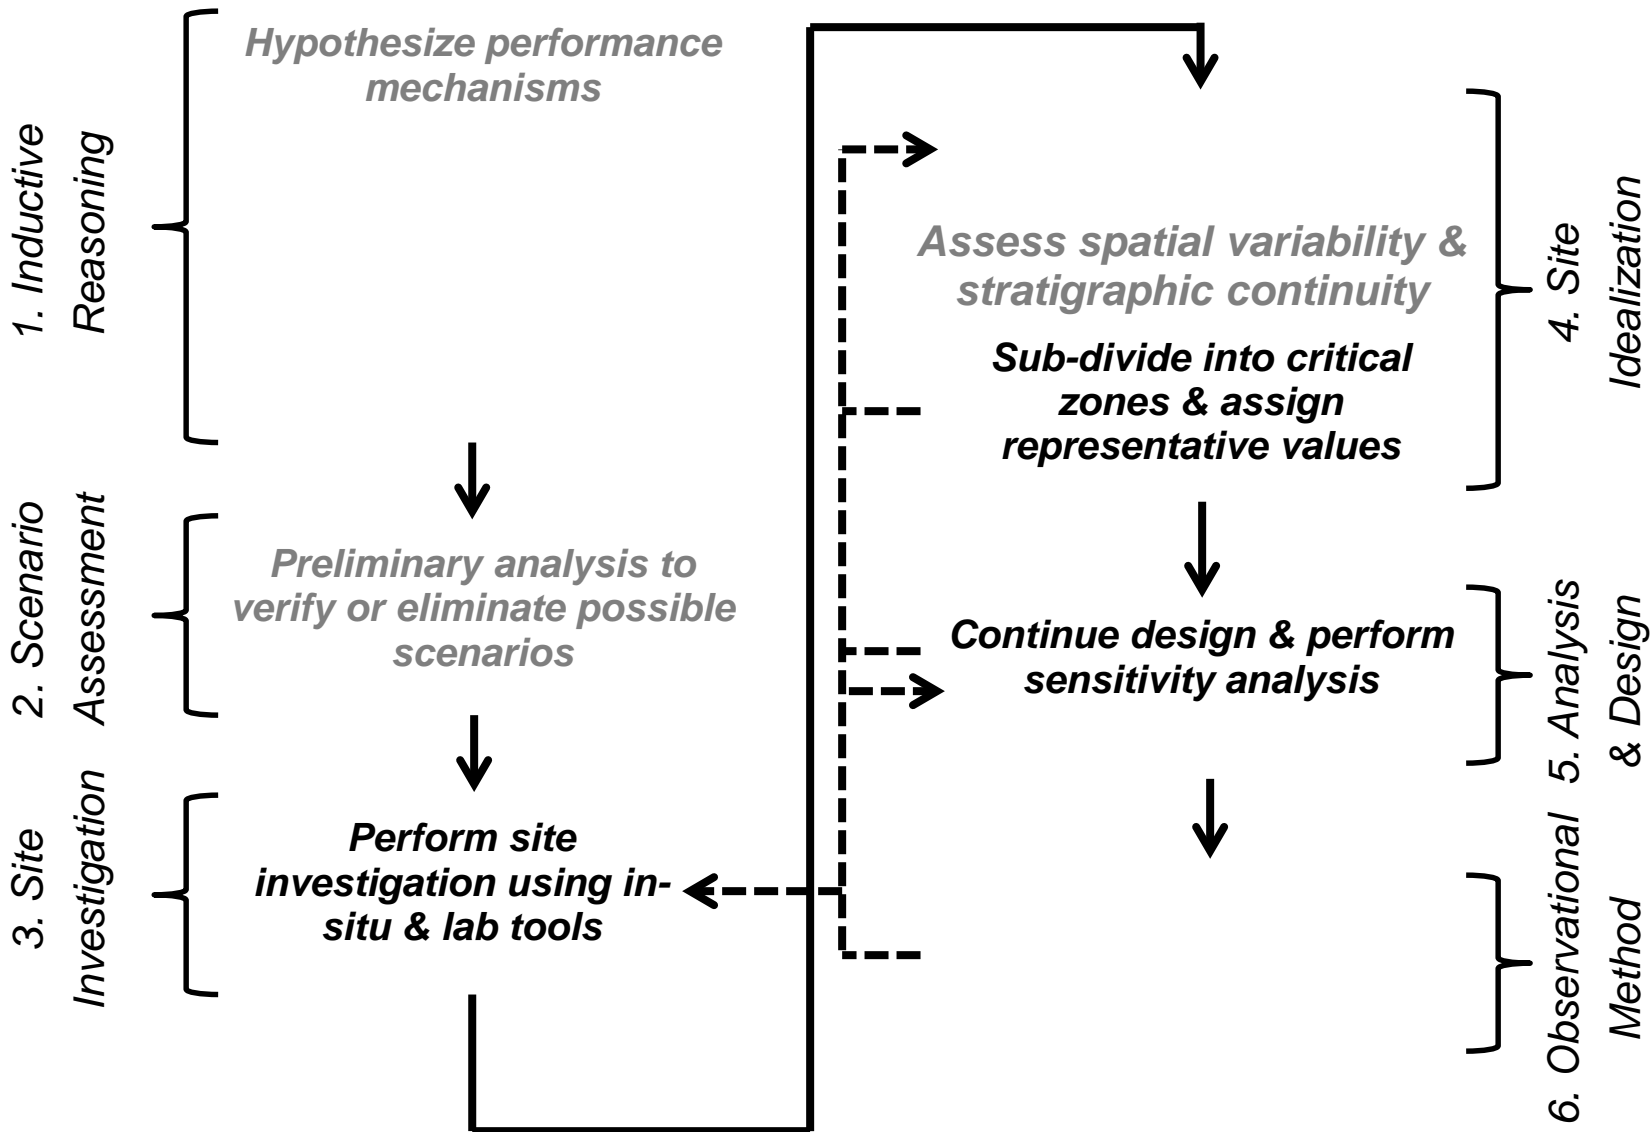 1. Inductive
Reasoning
Hypothesize performance
mechanisms
2. Scenario
Assessment
Preliminary analysis to
verify or eliminate possible
scenarios
3. Site
Investigation
Perform site
investigation using in-
situ & lab tools
4. Site
Idealization
Assess spatial variability &
stratigraphic continuity
Sub-divide into critical
zones & assign
representative values
5. Analysis
& Design
Continue design & perform
sensitivity analysis
6. Observational
Method